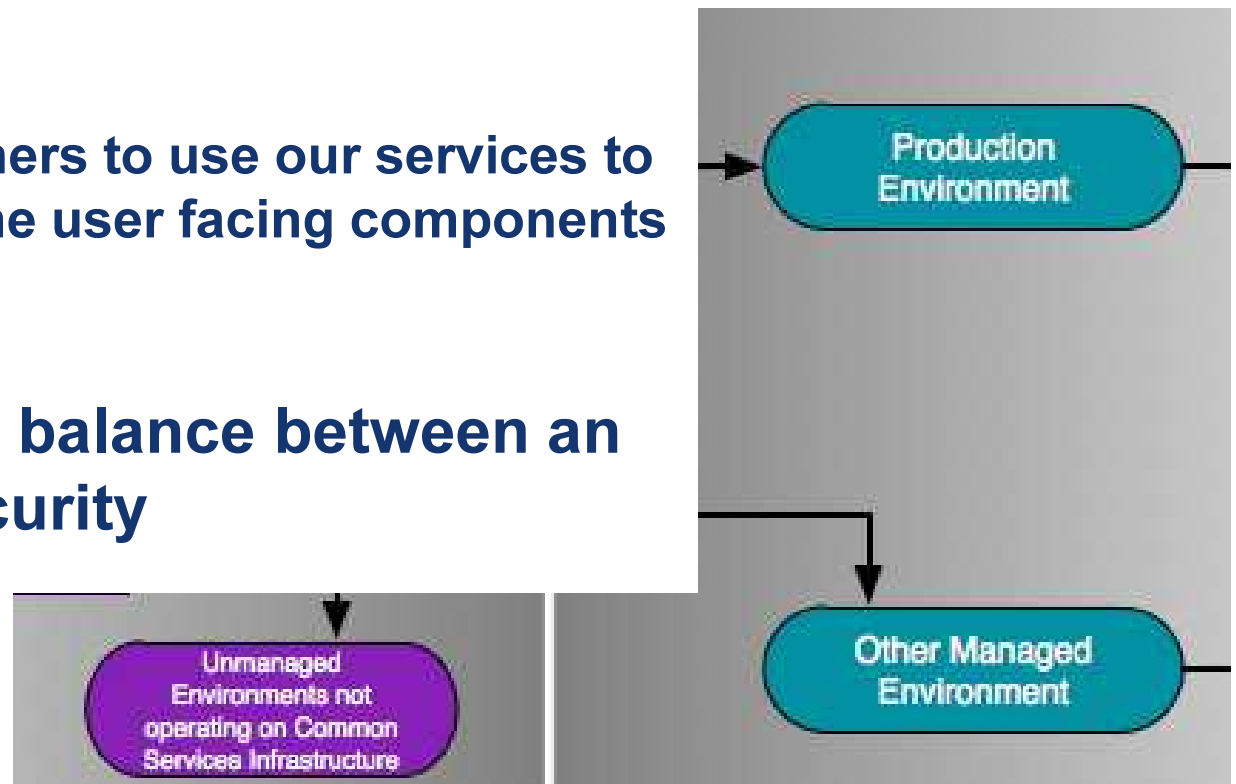 ners to use our services to
ne user facing components
balance between an
curity
Production
Environment
Other Managed
Environment
Unmanaged
Environments not
operating on Common
Services Infrastructure